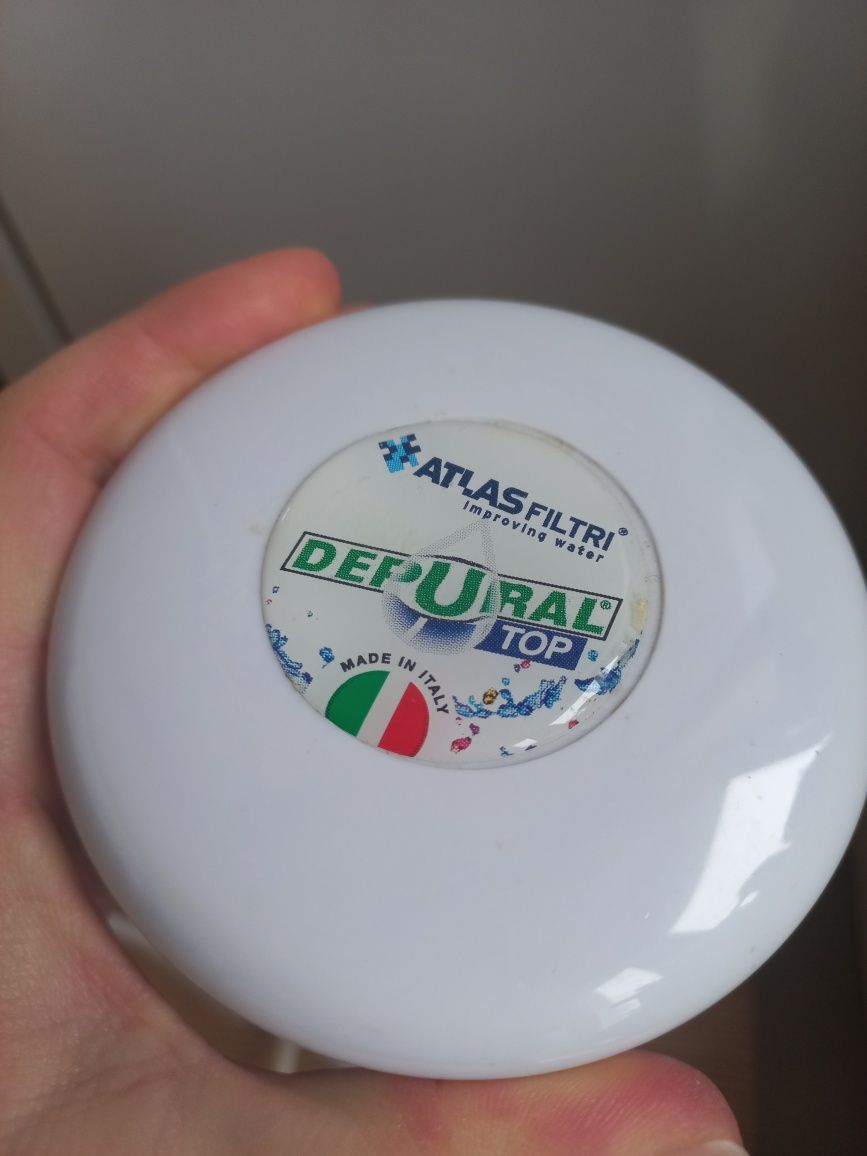 ATLAS FILTRI®
improving water
DEPURAL®
TOP
MADE IN ITALY